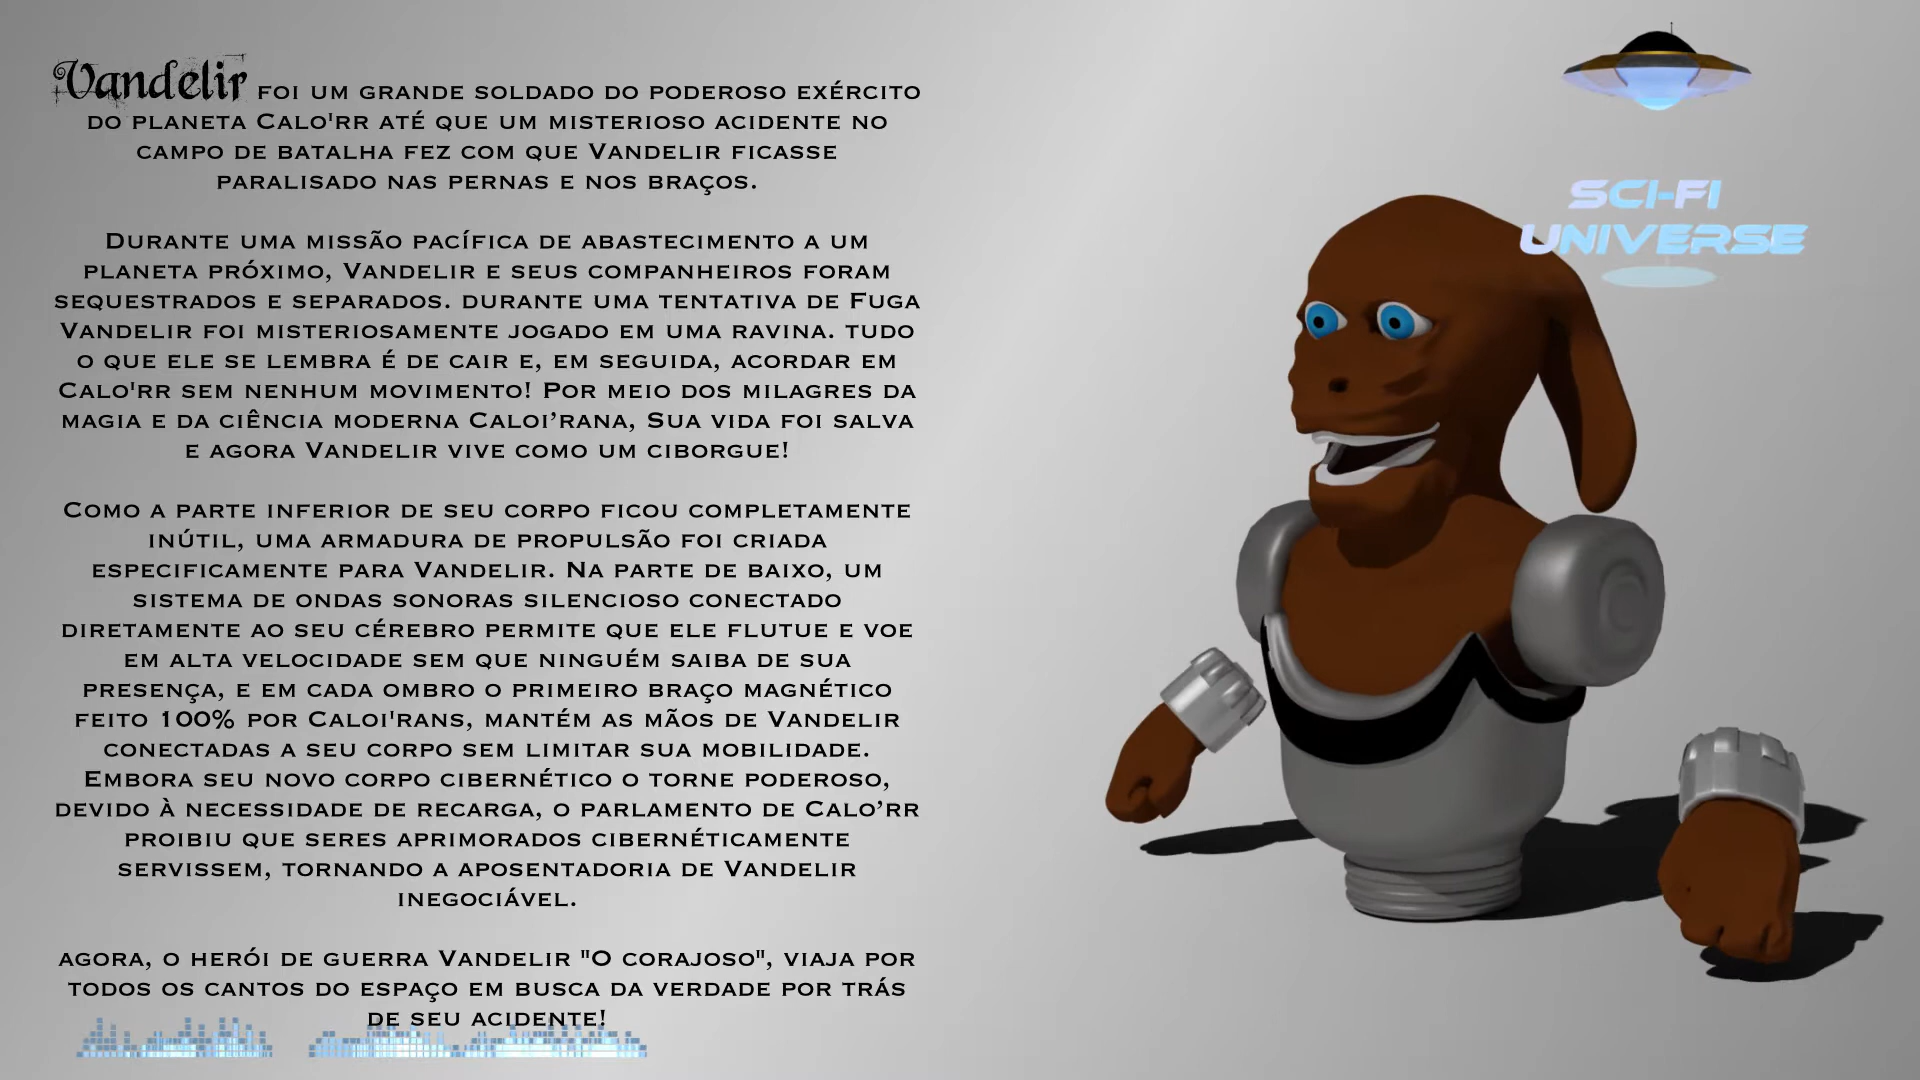 Vandelir foi um grande soldado do poderoso exército
do planeta Calo'rr até que um misterioso acidente no
campo de batalha fez com que Vandelir ficasse
paralisado nas pernas e nos braços.
Durante uma missão pacífica de abastecimento a um
planeta próximo, Vandelir e seus companheiros foram
sequestrados e separados. durante uma tentativa de Fuga
Vandelir foi misteriosamente jogado em uma ravina. tudo
o que ele se lembra é de cair e, em seguida, acordar em
Calo'rr sem nenhum movimento! Por meio dos milagres da
magia e da ciência moderna Caloi’rana, Sua vida foi salva
e agora Vandelir vive como um ciborgue!
Como a parte inferior de seu corpo ficou completamente
inútil, uma armadura de propulsão foi criada
especificamente para Vandelir. Na parte de baixo, um
sistema de ondas sonoras silencioso conectado
diretamente ao seu cérebro permite que ele flutue e voe
em alta velocidade sem que ninguém saiba de sua
presença, e em cada ombro o primeiro braço magnético
feito 100% por Caloi'rans, mantém as mãos de Vandelir
conectadas a seu corpo sem limitar sua mobilidade.
Embora seu novo corpo cibernético o torne poderoso,
devido à necessidade de recarga, o parlamento de Calo’rr
proibiu que seres aprimorados ciberneticamente
servissem, tornando a aposentadoria de Vandelir
inegociável.
agora, o herói de guerra Vandelir "O corajoso", viaja por
todos os cantos do espaço em busca da verdade por trás
de seu acidente!
SCI-FI
UNIVERSE